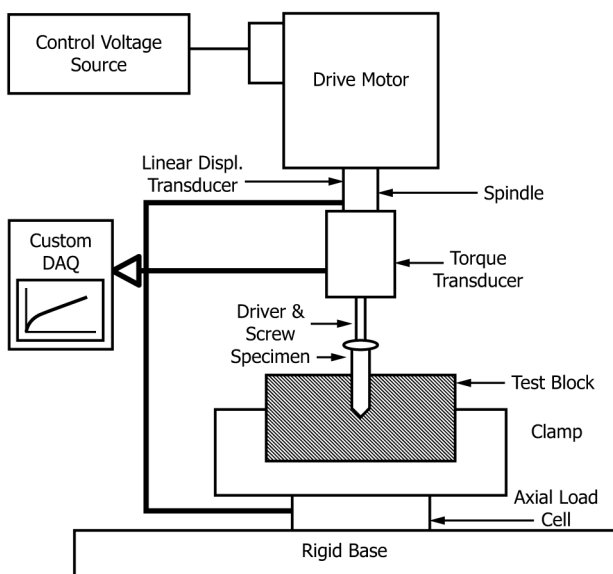 Control Voltage
Source
Drive Motor
Linear Displ.
Transducer
Spindle
Custom
DAQ
Torque
Transducer
Driver &
Screw
Specimen
Test Block
Clamp
Axial Load
Cell
Rigid Base